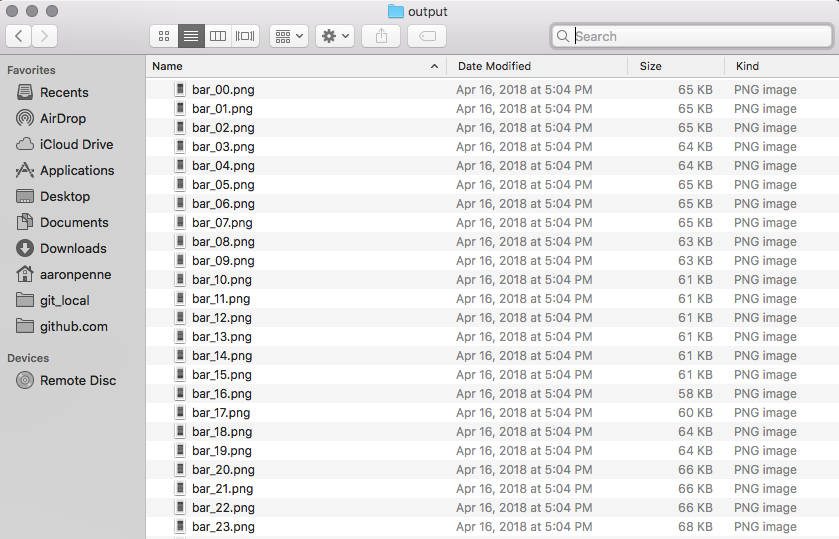 output
Search
Favorites
Recents
AirDrop
iCloud Drive
Applications
Desktop
Documents
Downloads
aaronpenne
git_local
github.com
Devices
Remote Disc
Name Date Modified Size Kind
bar_00.png Apr 16, 2018 at 5:04 PM 65 KB PNG image
bar_01.png Apr 16, 2018 at 5:04 PM 65 KB PNG image
bar_02.png Apr 16, 2018 at 5:04 PM 65 KB PNG image
bar_03.png Apr 16, 2018 at 5:04 PM 64 KB PNG image
bar_04.png Apr 16, 2018 at 5:04 PM 64 KB PNG image
bar_05.png Apr 16, 2018 at 5:04 PM 65 KB PNG image
bar_06.png Apr 16, 2018 at 5:04 PM 65 KB PNG image
bar_07.png Apr 16, 2018 at 5:04 PM 65 KB PNG image
bar_08.png Apr 16, 2018 at 5:04 PM 63 KB PNG image
bar_09.png Apr 16, 2018 at 5:04 PM 63 KB PNG image
bar_10.png Apr 16, 2018 at 5:04 PM 61 KB PNG image
bar_11.png Apr 16, 2018 at 5:04 PM 61 KB PNG image
bar_12.png Apr 16, 2018 at 5:04 PM 61 KB PNG image
bar_13.png Apr 16, 2018 at 5:04 PM 61 KB PNG image
bar_14.png Apr 16, 2018 at 5:04 PM 61 KB PNG image
bar_15.png Apr 16, 2018 at 5:04 PM 61 KB PNG image
bar_16.png Apr 16, 2018 at 5:04 PM 58 KB PNG image
bar_17.png Apr 16, 2018 at 5:04 PM 60 KB PNG image
bar_18.png Apr 16, 2018 at 5:04 PM 64 KB PNG image
bar_19.png Apr 16, 2018 at 5:04 PM 64 KB PNG image
bar_20.png Apr 16, 2018 at 5:04 PM 66 KB PNG image
bar_21.png Apr 16, 2018 at 5:04 PM 66 KB PNG image
bar_22.png Apr 16, 2018 at 5:04 PM 66 KB PNG image
bar_23.png Apr 16, 2018 at 5:04 PM 68 KB PNG image